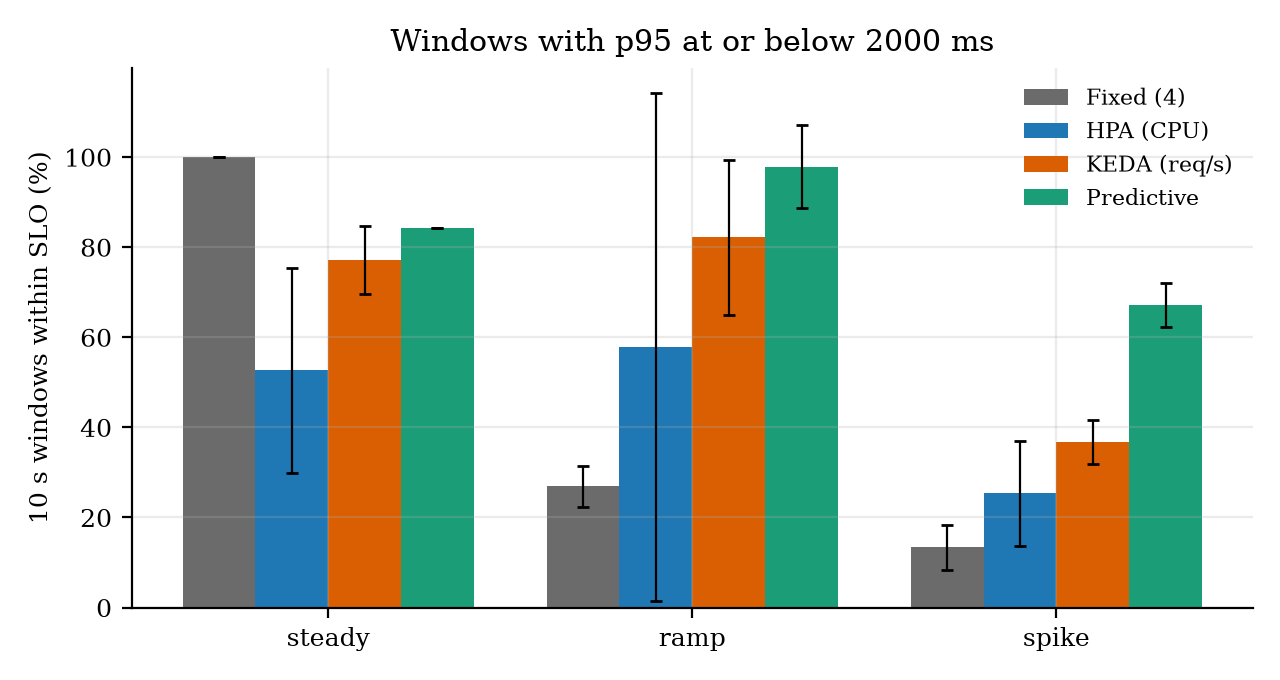 Windows with p95 at or below 2000 ms
Fixed (4)
HPA (CPU)
KEDA (req/s)
Predictive
10 s windows within SLO (%)
100
80
60
40
20
0
steady
ramp
spike